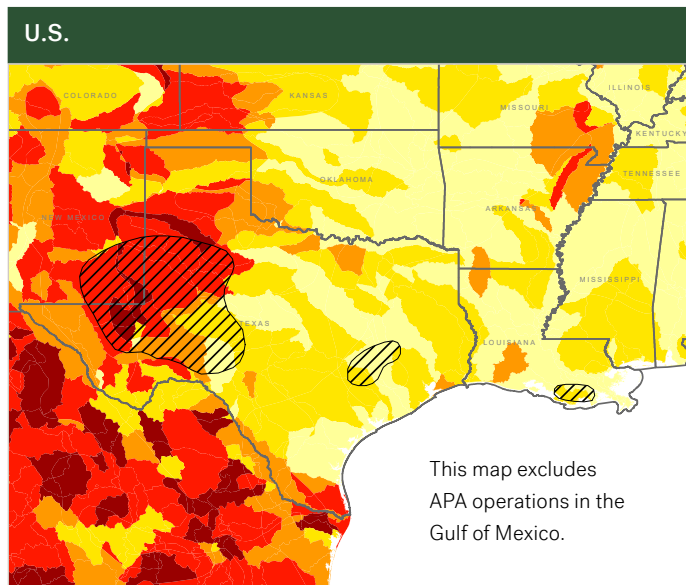 U.S.
COLORADO
KANSAS
MISSOURI
ILLINOIS
KENTUCKY
TENNESSEE
OKLAHOMA
ARKANSAS
NEW MEXICO
MISSISSIPPI
TEXAS
LOUISIANA
This map excludes
APA operations in the
Gulf of Mexico.